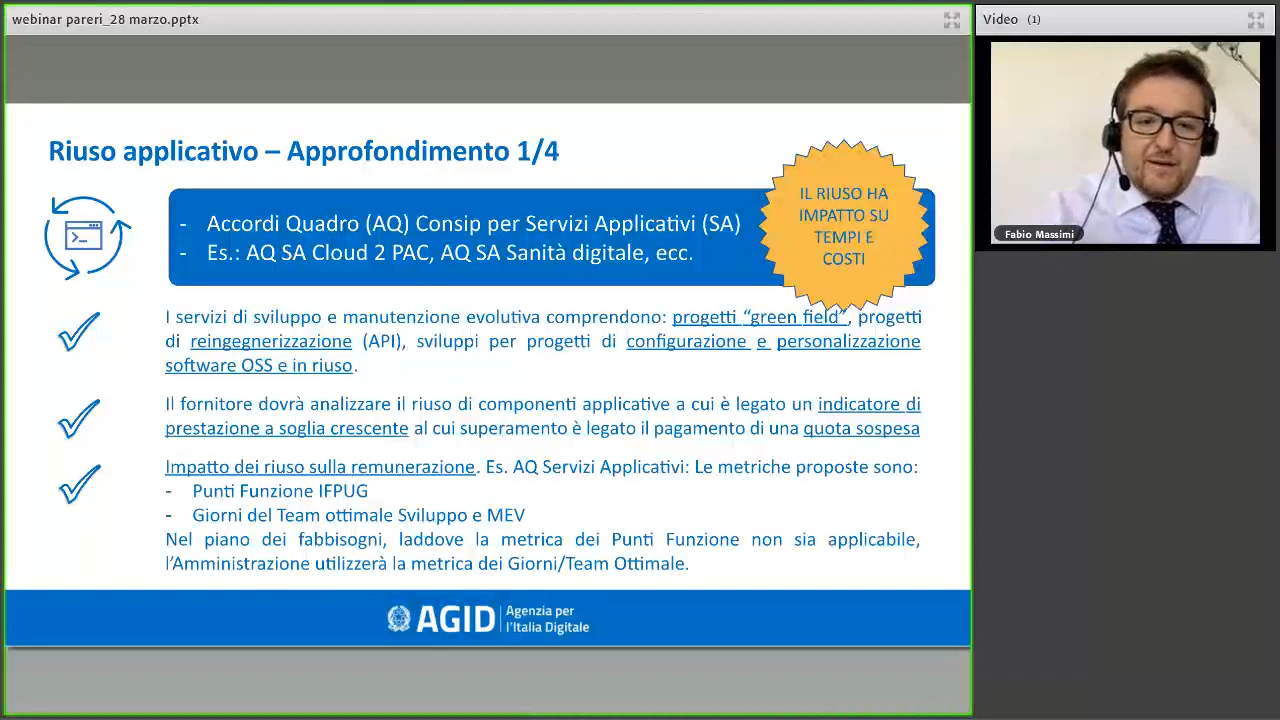 webinar pareri_28 marzo.pptx
Video (1)
Fabio Massimi
Riuso applicativo – Approfondimento 1/4
- Accordi Quadro (AQ) Consip per Servizi Applicativi (SA)
- Es.: AQ SA Cloud 2 PAC, AQ SA Sanità digitale, ecc.
IL RIUSO HA
IMPATTO SU
TEMPI E
COSTI
I servizi di sviluppo e manutenzione evolutiva comprendono: progetti “green field”, progetti
di reingegnerizzazione (API), sviluppi per progetti di configurazione e personalizzazione
software OSS e in riuso.
Il fornitore dovrà analizzare il riuso di componenti applicative a cui è legato un indicatore di
prestazione a soglia crescente al cui superamento è legato il pagamento di una quota sospesa
Impatto dei riuso sulla remunerazione. Es. AQ Servizi Applicativi: Le metriche proposte sono:
- Punti Funzione IFPUG
- Giorni del Team ottimale Sviluppo e MEV
Nel piano dei fabbisogni, laddove la metrica dei Punti Funzione non sia applicabile,
l’Amministrazione utilizzerà la metrica dei Giorni/Team Ottimale.
AGID
Agenzia per
l’Italia Digitale